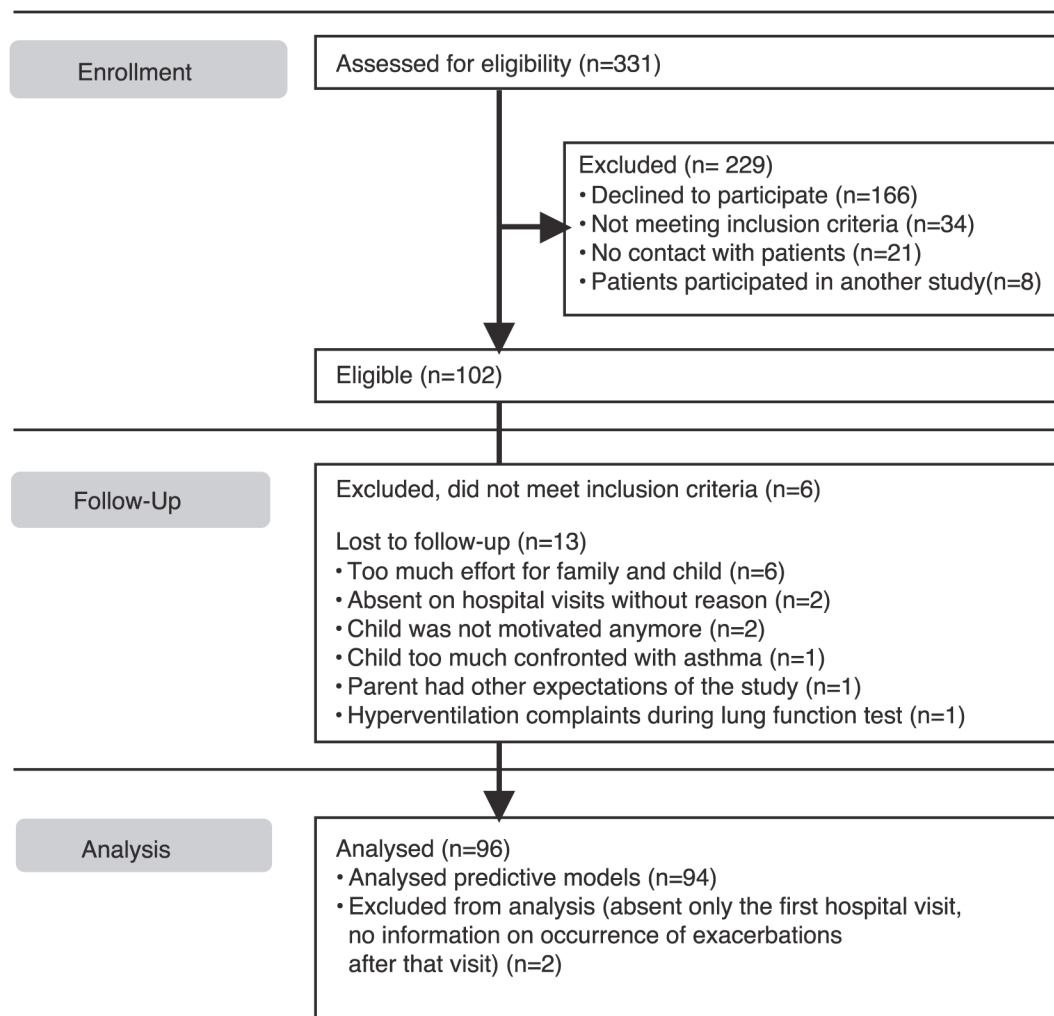 Enrollment
Assessed for eligibility (n=331)
Excluded (n= 229)
• Declined to participate (n=166)
• Not meeting inclusion criteria (n=34)
• No contact with patients (n=21)
• Patients participated in another study(n=8)
Eligible (n=102)
Follow-Up
Excluded, did not meet inclusion criteria (n=6)
Lost to follow-up (n=13)
• Too much effort for family and child (n=6)
• Absent on hospital visits without reason (n=2)
• Child was not motivated anymore (n=2)
• Child too much confronted with asthma (n=1)
• Parent had other expectations of the study (n=1)
• Hyperventilation complaints during lung function test (n=1)
Analysis
Analysed (n=96)
• Analysed predictive models (n=94)
• Excluded from analysis (absent only the first hospital visit,
no information on occurrence of exacerbations
after that visit) (n=2)